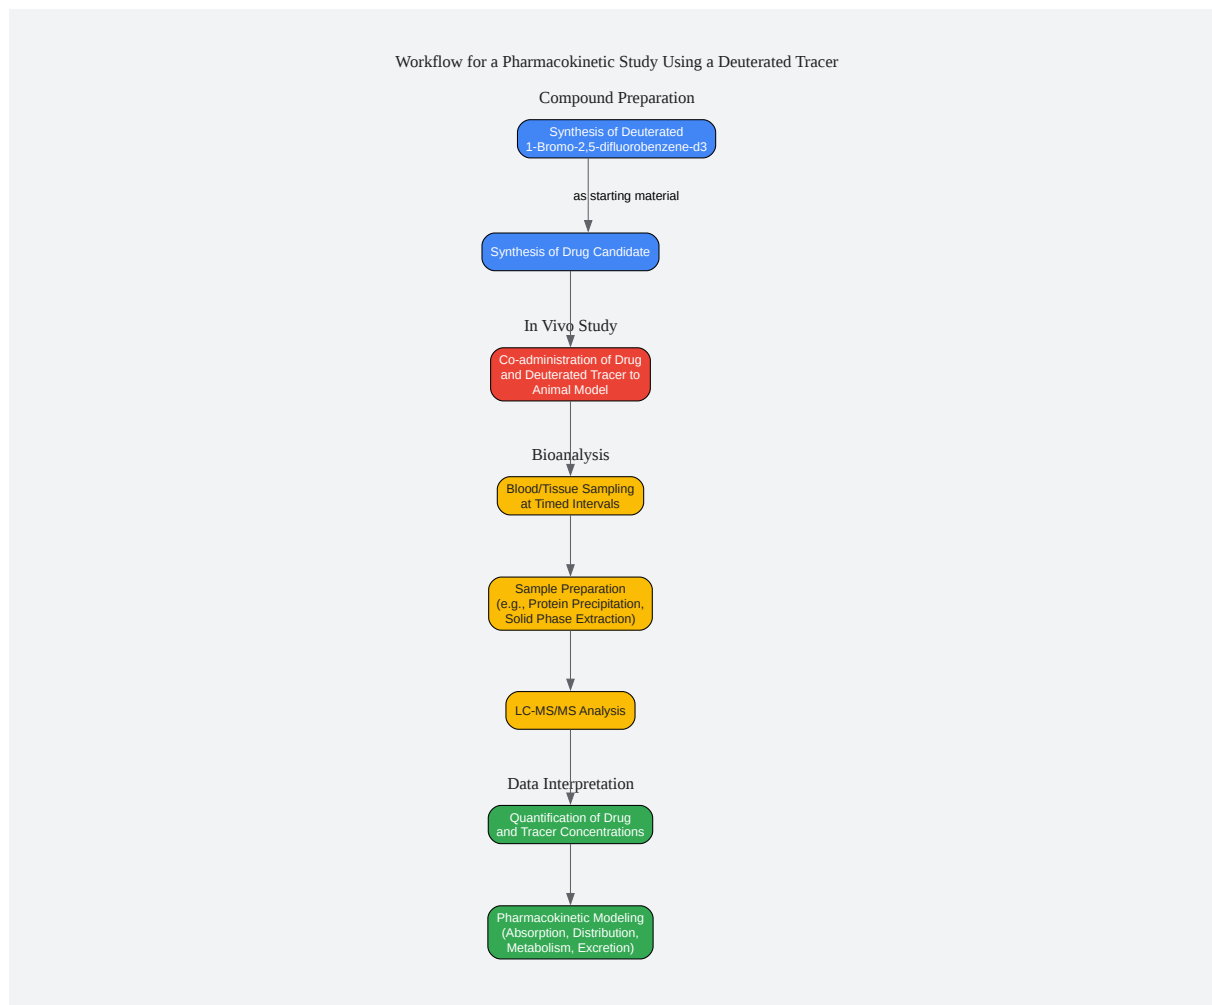 Workflow for a Pharmacokinetic Study Using a Deuterated Tracer
Compound Preparation
Synthesis of Deuterated
1-Bromo-2,5-difluorobenzene-d3
as starting material
Synthesis of Drug Candidate
In Vivo Study
Co-administration of Drug
and Deuterated Tracer to
Animal Model
Bioanalysis
Blood/Tissue Sampling
at Timed Intervals
Sample Preparation
(e.g., Protein Precipitation,
Solid Phase Extraction)
LC-MS/MS Analysis
Data Interpretation
Quantification of Drug
and Tracer Concentrations
Pharmacokinetic Modeling
(Absorption, Distribution,
Metabolism, Excretion)